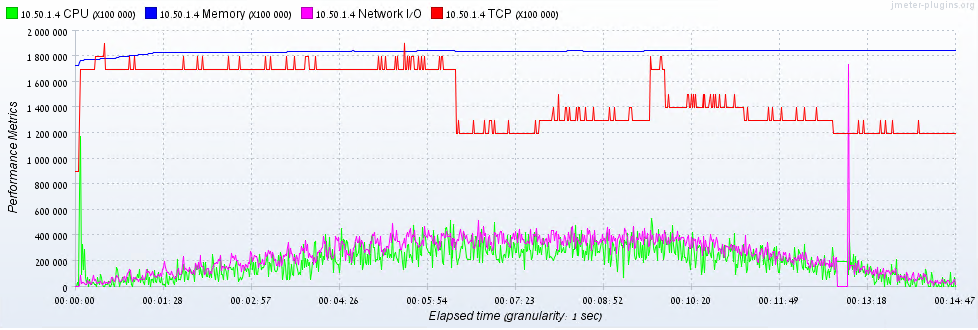 jmeter-plugins.org
10.50.1.4 CPU (X100 000) 10.50.1.4 Memory (X100 000) 10.50.1.4 Network I/O 10.50.1.4 TCP (X100 000)
Performance Metrics
2 000 000
1 800 000
1 600 000
1 400 000
1 200 000
1 000 000
800 000
600 000
400 000
200 000
0
00:00:00 00:01:28 00:02:57 00:04:26 00:05:54 00:07:23 00:08:52 00:10:20 00:11:49 00:13:18 00:14:47
Elapsed time (granularity: 1 sec)